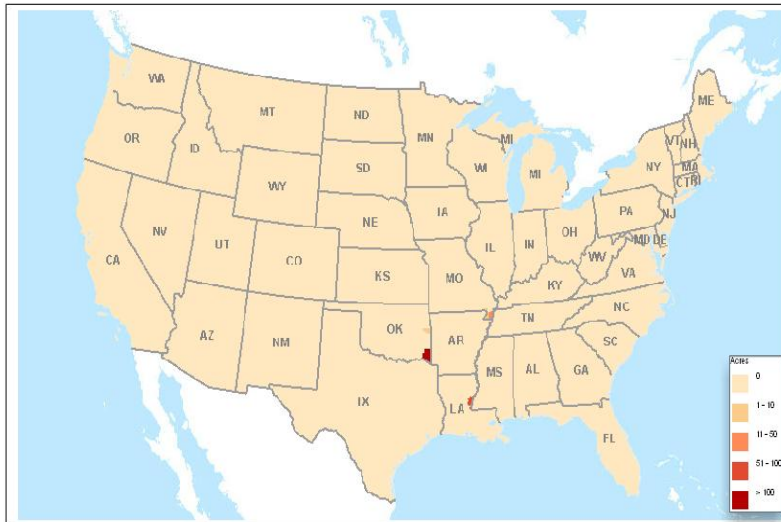 WA
MT
ND
MN
ME
OR
ID
SD
WI
MI
VT
NH
WY
MI
NY
MA
CT
RI
NV
NE
IA
PA
NJ
UT
IL
IN
OH
MD
DE
CA
CO
KS
MO
WV
VA
KY
AZ
NM
OK
AR
TN
NC
SC
IX
LA
MS
AL
GA
FL
Acres
0
1 - 10
11 - 50
51 - 100
> 100